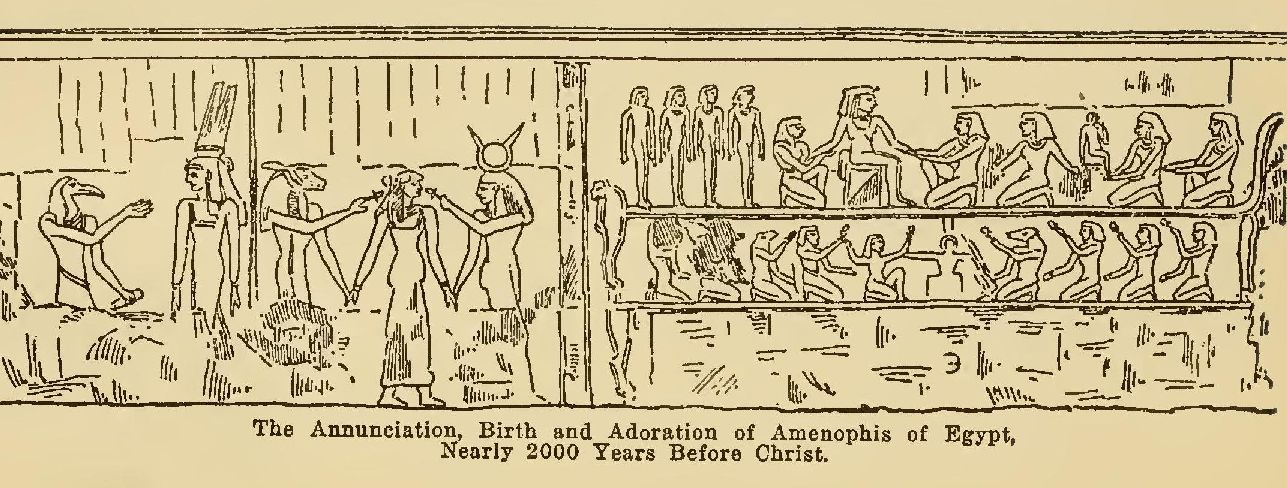 The Annunciation, Birth and Adoration of Amenophis of Egypt,
Nearly 2000 Years Before Christ.